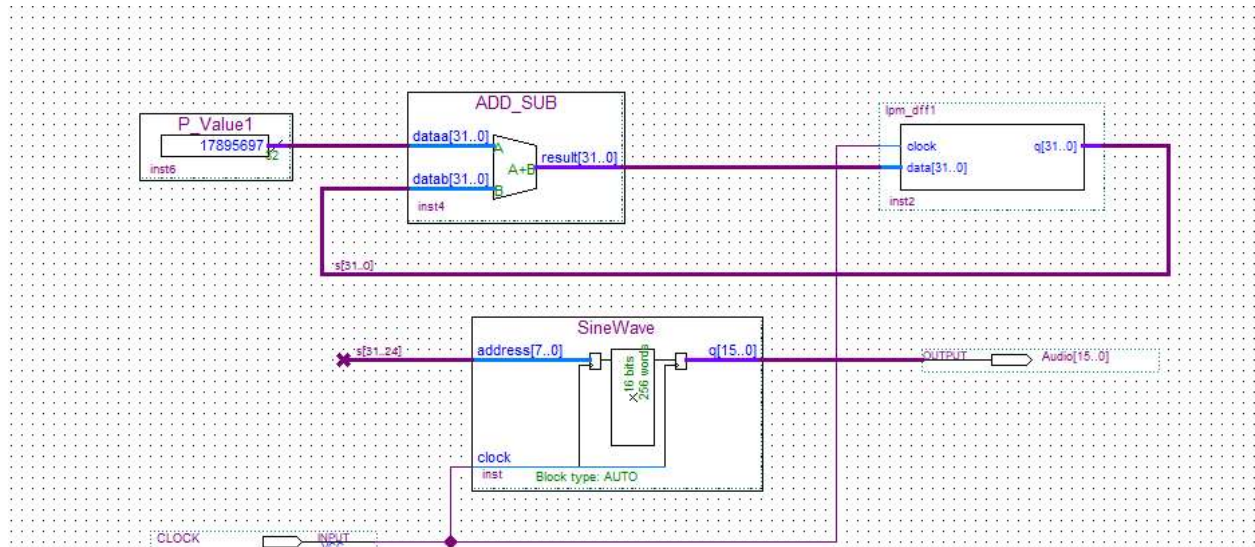 ADD_SUB
lpm_dff1
P_Value1
dataa[31..0]
A
17895697
32
result[31..0]
A+B
clock
q[31..0]
inst6
data[31..0]
datab[31..0]
B
inst4
inst2
s[31..0]
SineWave
s[31..24]
address[7..0]
q[15..0]
16 bits
256 words
OUTPUT
Audio[15..0]
clock
inst
Block type: AUTO
CLOCK
INPUT
VCC